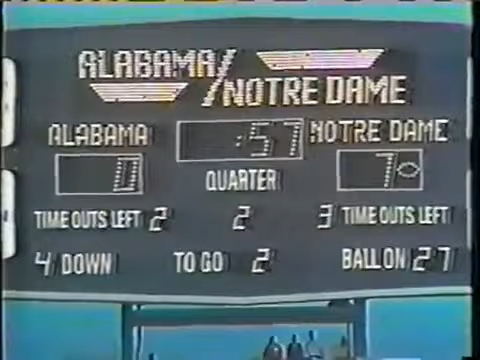 ALABAMA/
NOTRE DAME
ALABAMA :57 NOTRE DAME
0 QUARTER 7
TIME OUTS LEFT 2 2 3 TIME OUTS LEFT
4 DOWN TO GO 2 BALL ON 27